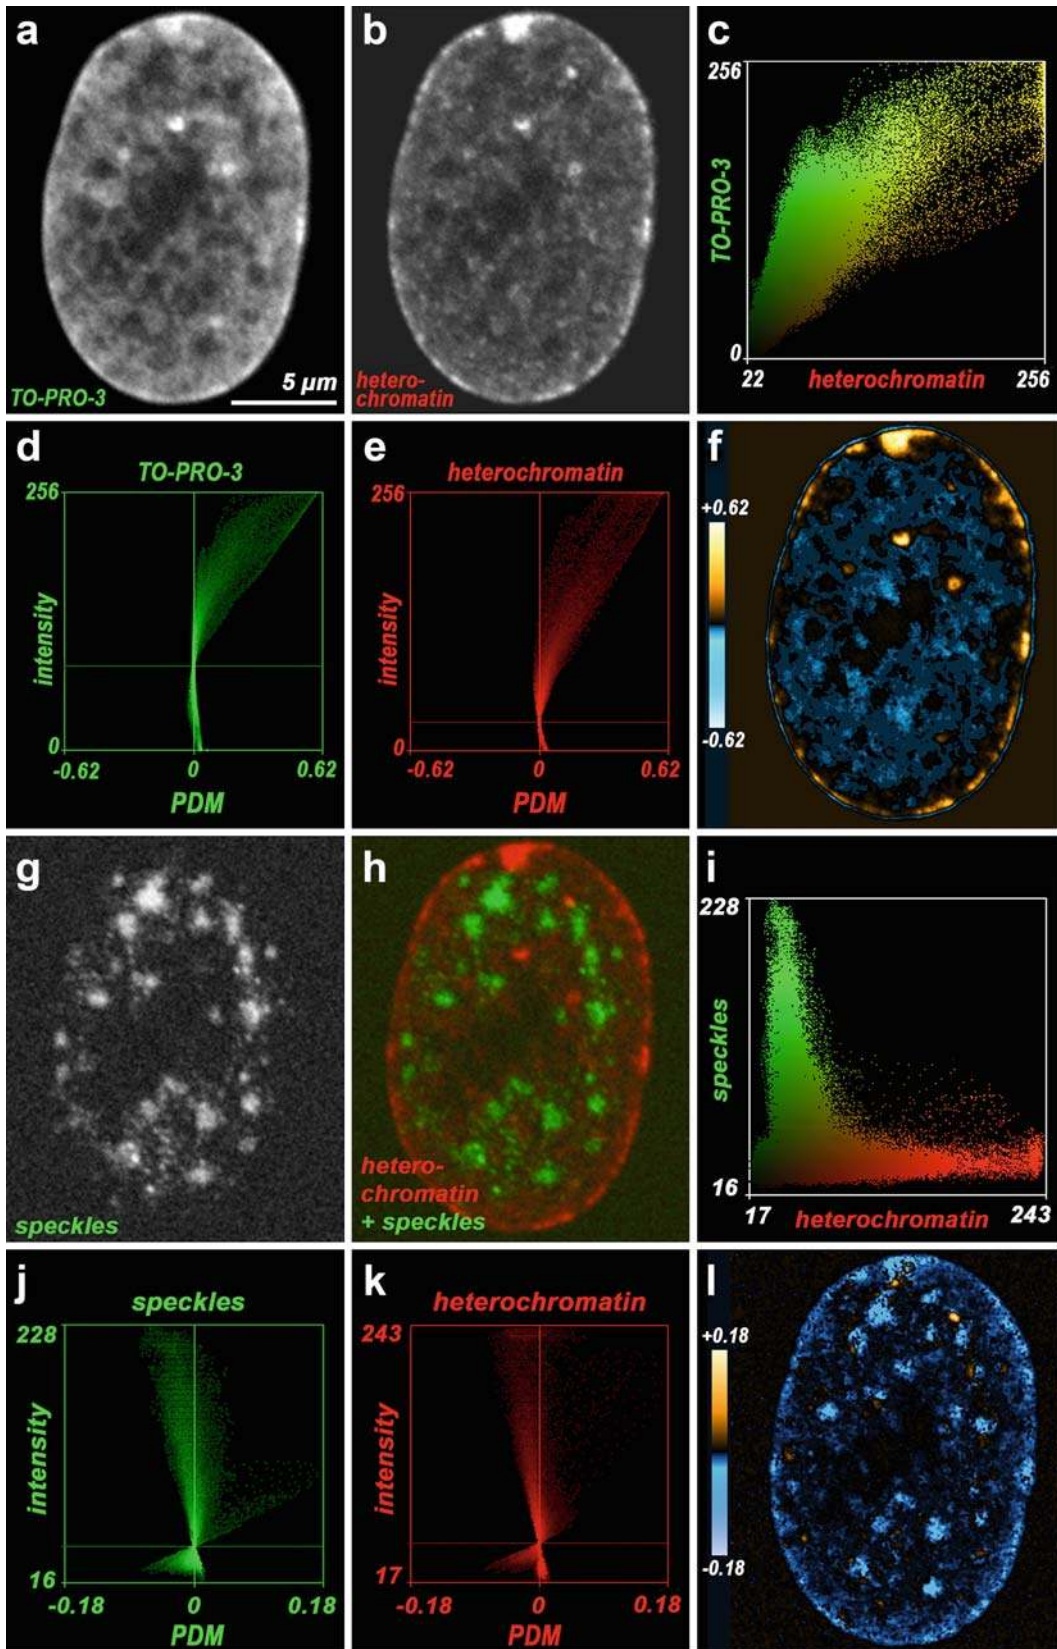 a
TO-PRO-3
5 µm
b
hetero-
chromatin
c
256
TO-PRO-3
0
22
heterochromatin
256
d
TO-PRO-3
256
intensity
0
-0.62
0
0.62
PDM
e
heterochromatin
256
intensity
0
-0.62
0
0.62
PDM
f
+0.62
-0.62
g
speckles
h
hetero-
chromatin
+ speckles
i
228
speckles
16
17
heterochromatin
243
j
speckles
228
intensity
16
-0.18
0
0.18
PDM
k
heterochromatin
243
intensity
17
-0.18
0
0.18
PDM
l
+0.18
-0.18